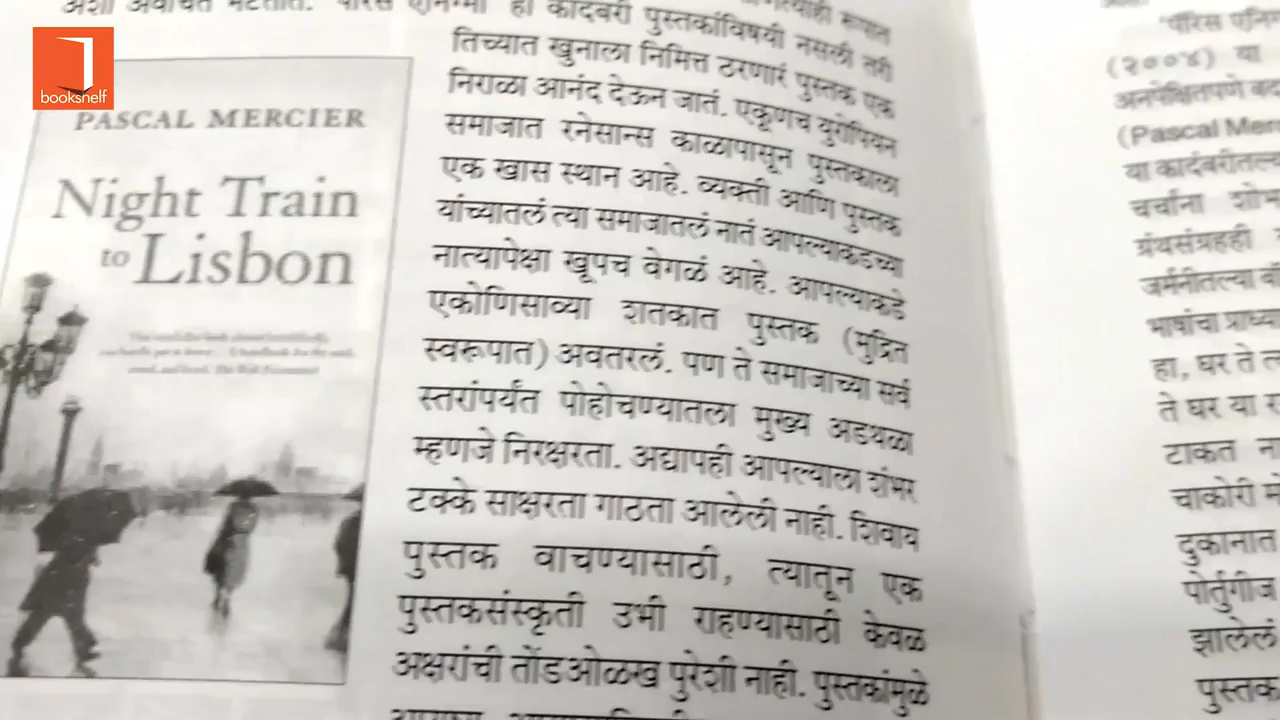 bookshelf
PASCAL MERCIER
Night Train
to Lisbon
अशी अवचित भेटतात. 'पॅरिस एनिग्मा' ही कादंबरी पुस्तकांविषयी नसली तरी
तिच्यात खुनाला निमित्त ठरणारं पुस्तक एक
निराळा आनंद देऊन जातं. एकूणच युरोपियन
समाजात रनेसान्स काळापासून पुस्तकाला
एक खास स्थान आहे. व्यक्ती आणि पुस्तक
यांच्यातलं त्या समाजातलं नातं आपल्याकडच्या
नात्यापेक्षा खूपच वेगळं आहे. आपल्याकडे
एकोणिसाव्या शतकात पुस्तक (मुद्रित
स्वरूपात) अवतरलं. पण ते समाजाच्या सर्व
स्तरांपर्यंत पोहोचण्यातला मुख्य अडथळा
म्हणजे निरक्षरता. अद्यापही आपल्याला शंभर
टक्के साक्षरता गाठता आलेली नाही. शिवाय
पुस्तक वाचण्यासाठी, त्यातून एक
पुस्तकसंस्कृती उभी राहण्यासाठी केवळ
अक्षरांची तोंडओळख पुरेशी नाही. पुस्तकांमुळे
'पॅरिस
(२००४) या
अनपेक्षितपणे
(Pascal
या
चर्चांना
ग्रंथसंग्रहही
जर्मनीतल्या
भाषांचा
हा, घर ते
ते घर या
टाकत
चाकोरी
दुकानात
पोर्तुगीज
झालेलं
पुस्तक